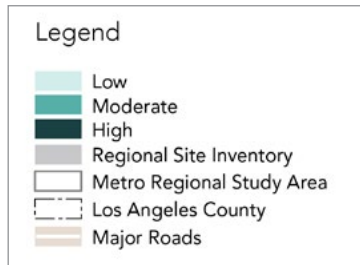 Legend
Low
Moderate
High
Regional Site Inventory
Metro Regional Study Area
Los Angeles County
Major Roads